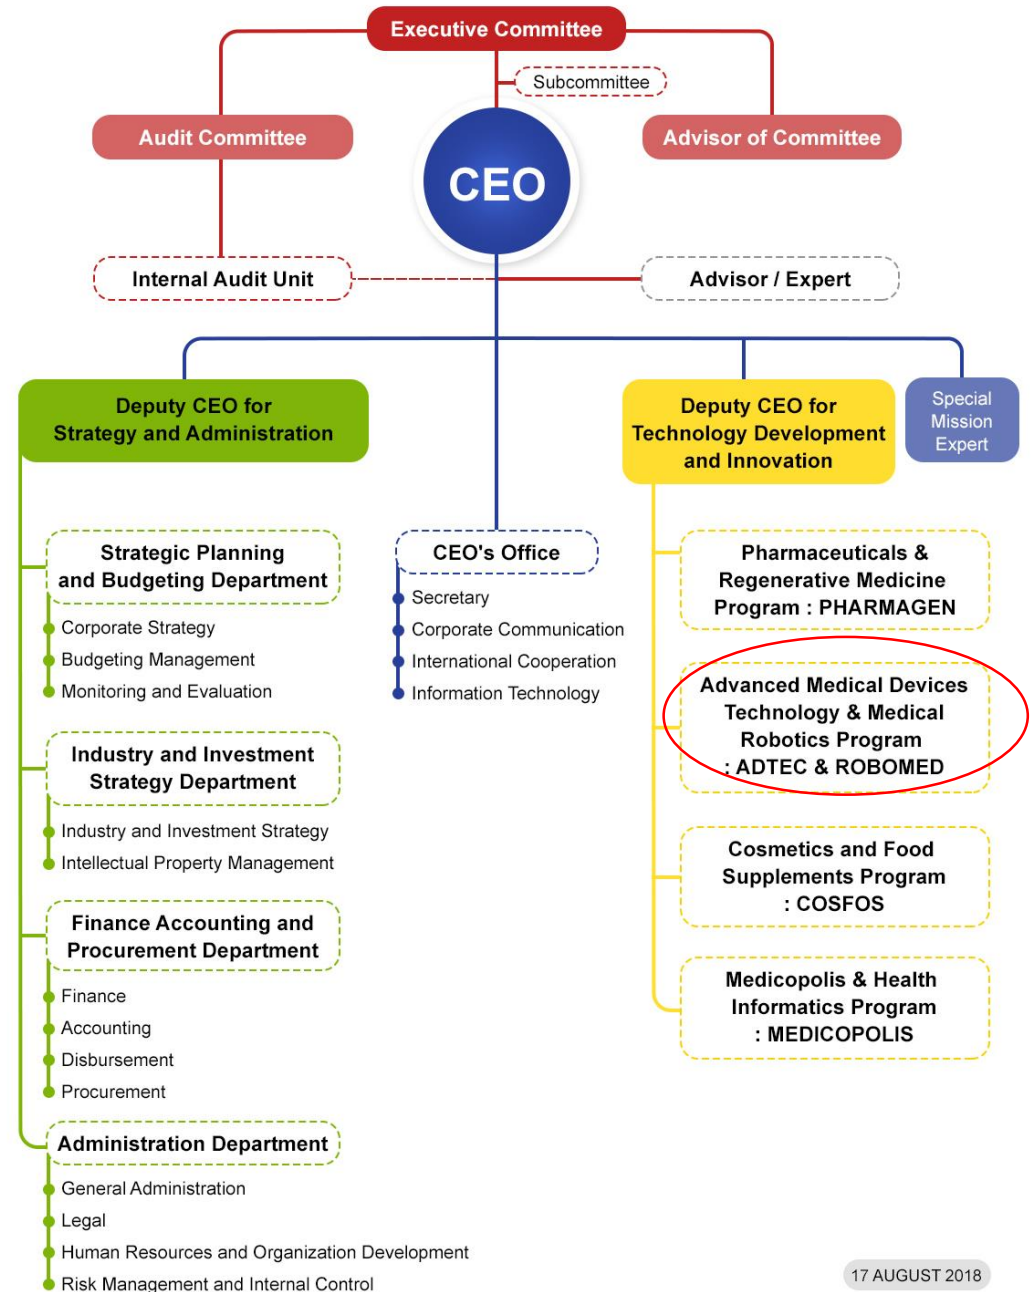 Executive Committee
Subcommittee
Audit Committee
CEO
Advisor of Committee
Internal Audit Unit
Advisor / Expert
Deputy CEO for
Strategy and Administration
Deputy CEO for
Technology Development
and Innovation
Special
Mission
Expert
Strategic Planning
and Budgeting Department
Corporate Strategy
Budgeting Management
Monitoring and Evaluation
Industry and Investment
Strategy Department
Industry and Investment Strategy
Intellectual Property Management
Finance Accounting and
Procurement Department
Finance
Accounting
Disbursement
Procurement
Administration Department
General Administration
Legal
Human Resources and Organization Development
Risk Management and Internal Control
CEO's Office
Secretary
Corporate Communication
International Cooperation
Information Technology
Pharmaceuticals &
Regenerative Medicine
Program : PHARMAGEN
Advanced Medical Devices
Technology & Medical
Robotics Program
: ADTEC & ROBOMED
Cosmetics and Food
Supplements Program
: COSFOS
Medicopolis & Health
Informatics Program
: MEDICOPOLIS
17 AUGUST 2018